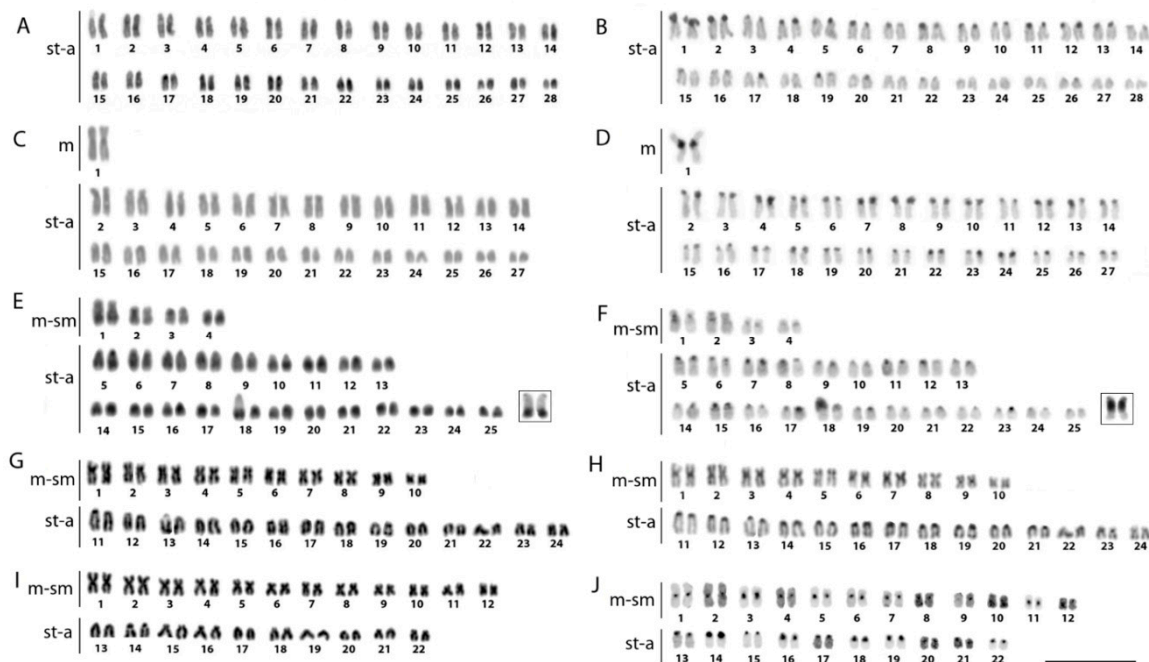 A
st-a
1 2 3 4 5 6 7 8 9 10 11 12 13 14
15 16 17 18 19 20 21 22 23 24 25 26 27 28
B
st-a
1 2 3 4 5 6 7 8 9 10 11 12 13 14
15 16 17 18 19 20 21 22 23 24 25 26 27 28
C
m
1
st-a
2 3 4 5 6 7 8 9 10 11 12 13 14
15 16 17 18 19 20 21 22 23 24 25 26 27
D
m
1
st-a
2 3 4 5 6 7 8 9 10 11 12 13 14
15 16 17 18 19 20 21 22 23 24 25 26 27
E
m-sm
1 2 3 4
st-a
5 6 7 8 9 10 11 12 13
14 15 16 17 18 19 20 21 22 23 24 25
F
m-sm
1 2 3 4
st-a
5 6 7 8 9 10 11 12 13
14 15 16 17 18 19 20 21 22 23 24 25
G
m-sm
1 2 3 4 5 6 7 8 9 10
st-a
11 12 13 14 15 16 17 18 19 20 21 22 23 24
H
m-sm
1 2 3 4 5 6 7 8 9 10
st-a
11 12 13 14 15 16 17 18 19 20 21 22 23 24
I
m-sm
1 2 3 4 5 6 7 8 9 10 11 12
st-a
13 14 15 16 17 18 19 20 21 22
J
m-sm
1 2 3 4 5 6 7 8 9 10 11 12
st-a
13 14 15 16 17 18 19 20 21 22